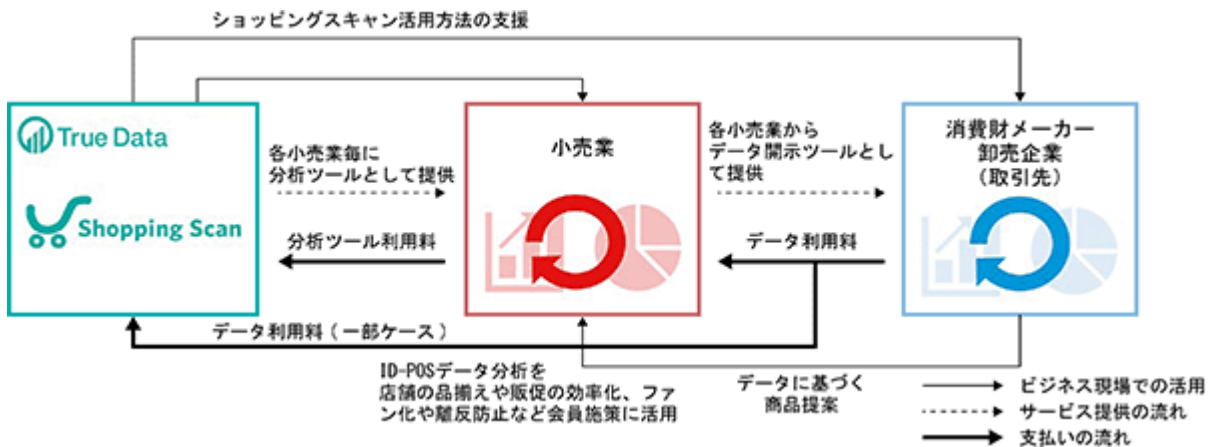 ショッピングスキャン活用方法の支援
True Data
Shopping Scan
各小売業毎に
分析ツールとして提供
分析ツール利用料
小売業
各小売業から
データ開示ツールとし
て提供
データ利用料
消費財メーカー
卸売企業
（取引先）
データ利用料（一部ケース）
ID-POSデータ分析を
店舗の品揃えや販促の効率化、ファ
ン化や離反防止など会員施策に活用
データに基づく
商品提案
ビジネス現場での活用
サービス提供の流れ
支払いの流れ